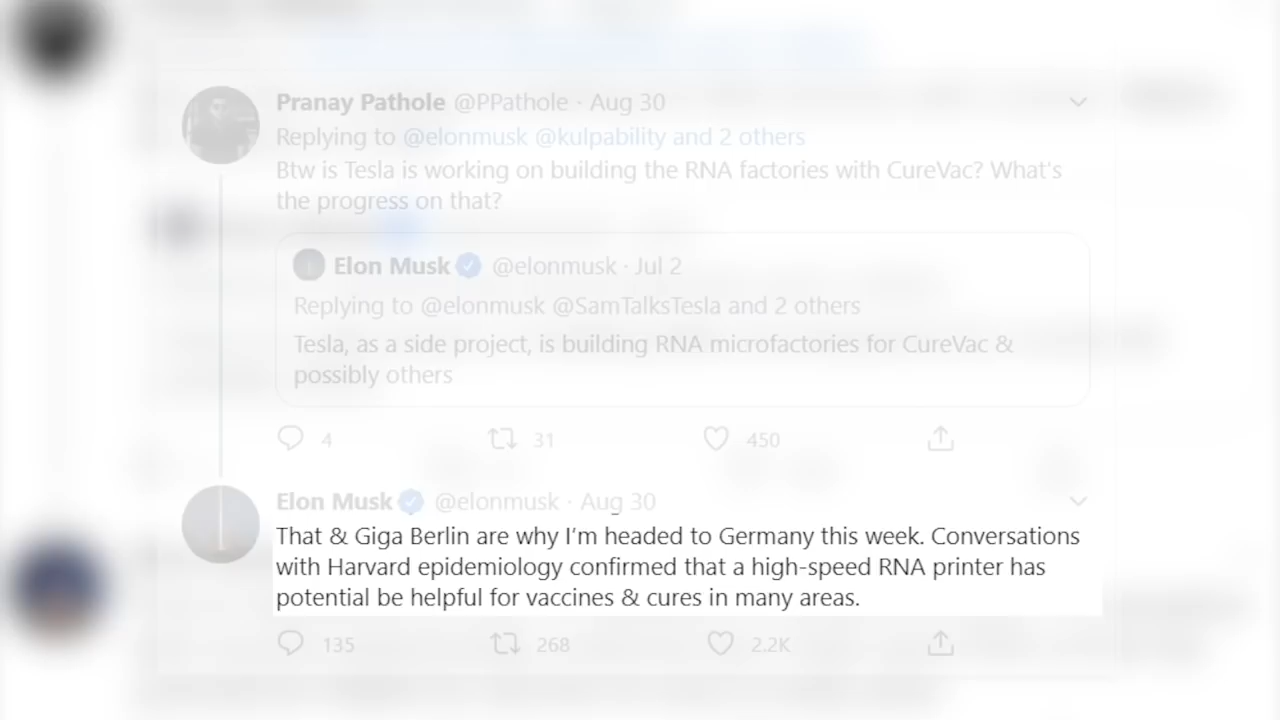 Pranay Pathole @PPathole · Aug 30
Replying to @elonmusk @kulpability and 2 others
Btw is Tesla is working on building the RNA factories with CureVac? What's
the progress on that?
Elon Musk @elonmusk · Jul 2
Replying to @elonmusk @SamTalksTesla and 2 others
Tesla, as a side project, is building RNA microfactories for CureVac &
possibly others
4 31 450
Elon Musk @elonmusk · Aug 30
That & Giga Berlin are why I'm headed to Germany this week. Conversations
with Harvard epidemiology confirmed that a high-speed RNA printer has
potential be helpful for vaccines & cures in many areas.
135 268 2.2K